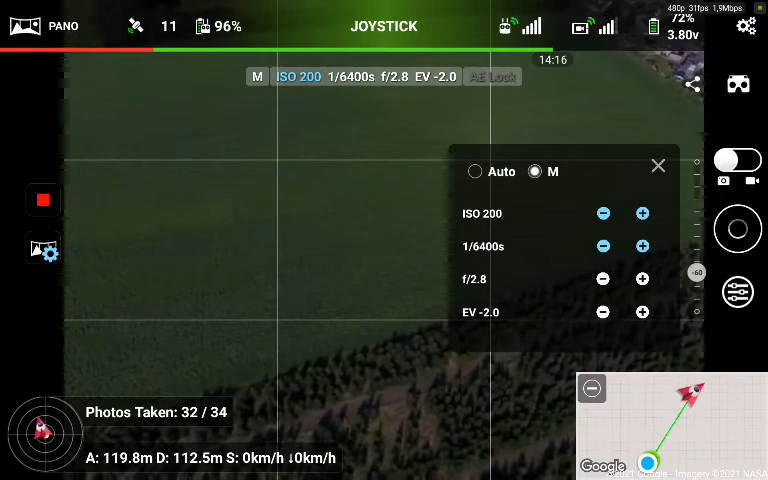 480p 31fps 1,9Mbps
PANO
11
96%
JOYSTICK
72%
3.80v
14:16
M ISO 200 1/6400s f/2.8 EV -2.0 AE Lock
Auto M
ISO 200
1/6400s
f/2.8
EV -2.0
-60
Photos Taken: 32 / 34
A: 119.8m D: 112.5m S: 0km/h ↓0km/h
Google
©2021 Google - Imagery ©2021 NASA